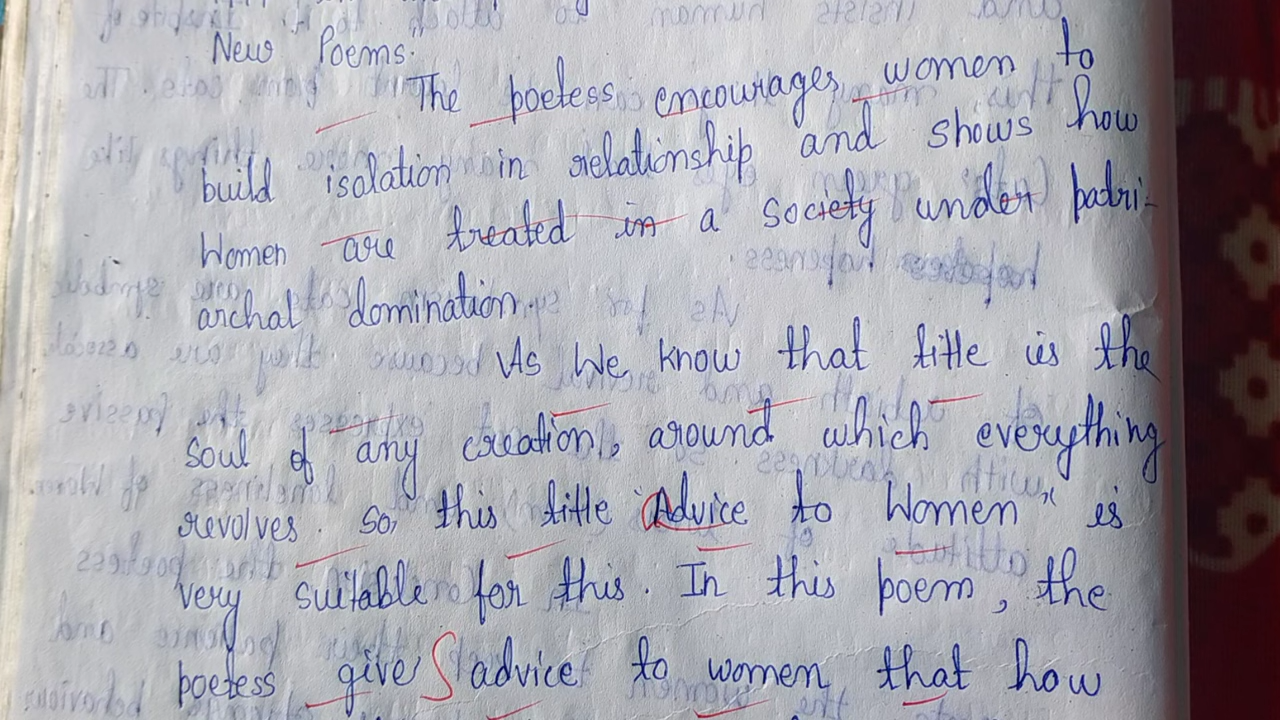 New Poems."
The poetess encourages women to
build isolation in relationship and shows how
Women are treated in a society under patri-
archal domination.
As We know that title is the
soul of any creation, around which everything
revolves. So, this title "Advice to Women" is
very suitable for this. In this poem, the
poetess gives advice to women that how